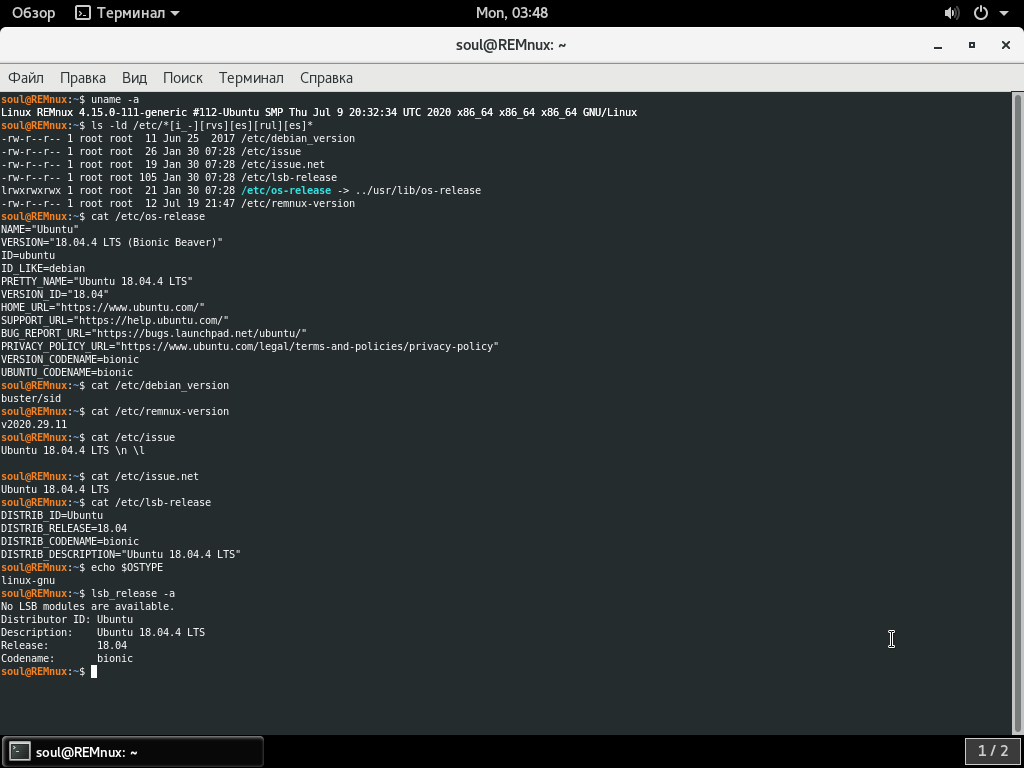 Обзор Терминал Mon, 03:48
soul@REMnux: ~
Файл Правка Вид Поиск Терминал Справка
soul@REMnux:~$ uname -a
Linux REMnux 4.15.0-111-generic #112-Ubuntu SMP Thu Jul 9 20:32:34 UTC 2020 x86_64 x86_64 x86_64 GNU/Linux
soul@REMnux:~$ ls -ld /etc/*[i_-][rvs][es][rul][es]*
-rw-r--r-- 1 root root  11 Jun 25  2017 /etc/debian_version
-rw-r--r-- 1 root root  26 Jan 30 07:28 /etc/issue
-rw-r--r-- 1 root root  19 Jan 30 07:28 /etc/issue.net
-rw-r--r-- 1 root root 105 Jan 30 07:28 /etc/lsb-release
lrwxrwxrwx 1 root root  21 Jan 30 07:28 /etc/os-release -> ../usr/lib/os-release
-rw-r--r-- 1 root root  12 Jul 19 21:47 /etc/remnux-version
soul@REMnux:~$ cat /etc/os-release
NAME="Ubuntu"
VERSION="18.04.4 LTS (Bionic Beaver)"
ID=ubuntu
ID_LIKE=debian
PRETTY_NAME="Ubuntu 18.04.4 LTS"
VERSION_ID="18.04"
HOME_URL="https://www.ubuntu.com/"
SUPPORT_URL="https://help.ubuntu.com/"
BUG_REPORT_URL="https://bugs.launchpad.net/ubuntu/"
PRIVACY_POLICY_URL="https://www.ubuntu.com/legal/terms-and-policies/privacy-policy"
VERSION_CODENAME=bionic
UBUNTU_CODENAME=bionic
soul@REMnux:~$ cat /etc/debian_version
buster/sid
soul@REMnux:~$ cat /etc/remnux-version
v2020.29.11
soul@REMnux:~$ cat /etc/issue
Ubuntu 18.04.4 LTS \n \l
soul@REMnux:~$ cat /etc/issue.net
Ubuntu 18.04.4 LTS
soul@REMnux:~$ cat /etc/lsb-release
DISTRIB_ID=Ubuntu
DISTRIB_RELEASE=18.04
DISTRIB_CODENAME=bionic
DISTRIB_DESCRIPTION="Ubuntu 18.04.4 LTS"
soul@REMnux:~$ echo $OSTYPE
linux-gnu
soul@REMnux:~$ lsb_release -a
No LSB modules are available.
Distributor ID: Ubuntu
Description:    Ubuntu 18.04.4 LTS
Release:        18.04
Codename:       bionic
soul@REMnux:~$
soul@REMnux: ~ 1 / 2